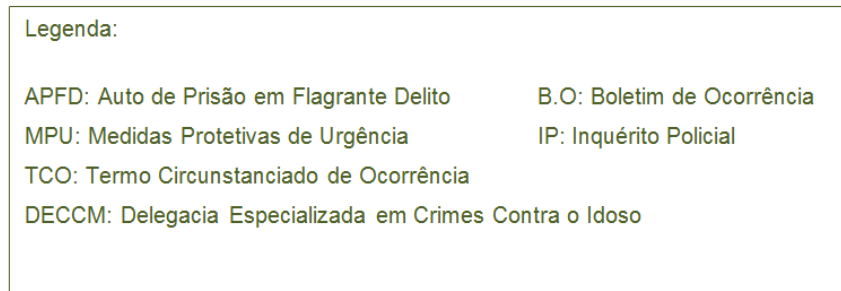 Legenda:
APFD: Auto de Prisão em Flagrante Delito B.O: Boletim de Ocorrência
MPU: Medidas Protetivas de Urgência IP: Inquérito Policial
TCO: Termo Circunstanciado de Ocorrência
DECCM: Delegacia Especializada em Crimes Contra o Idoso